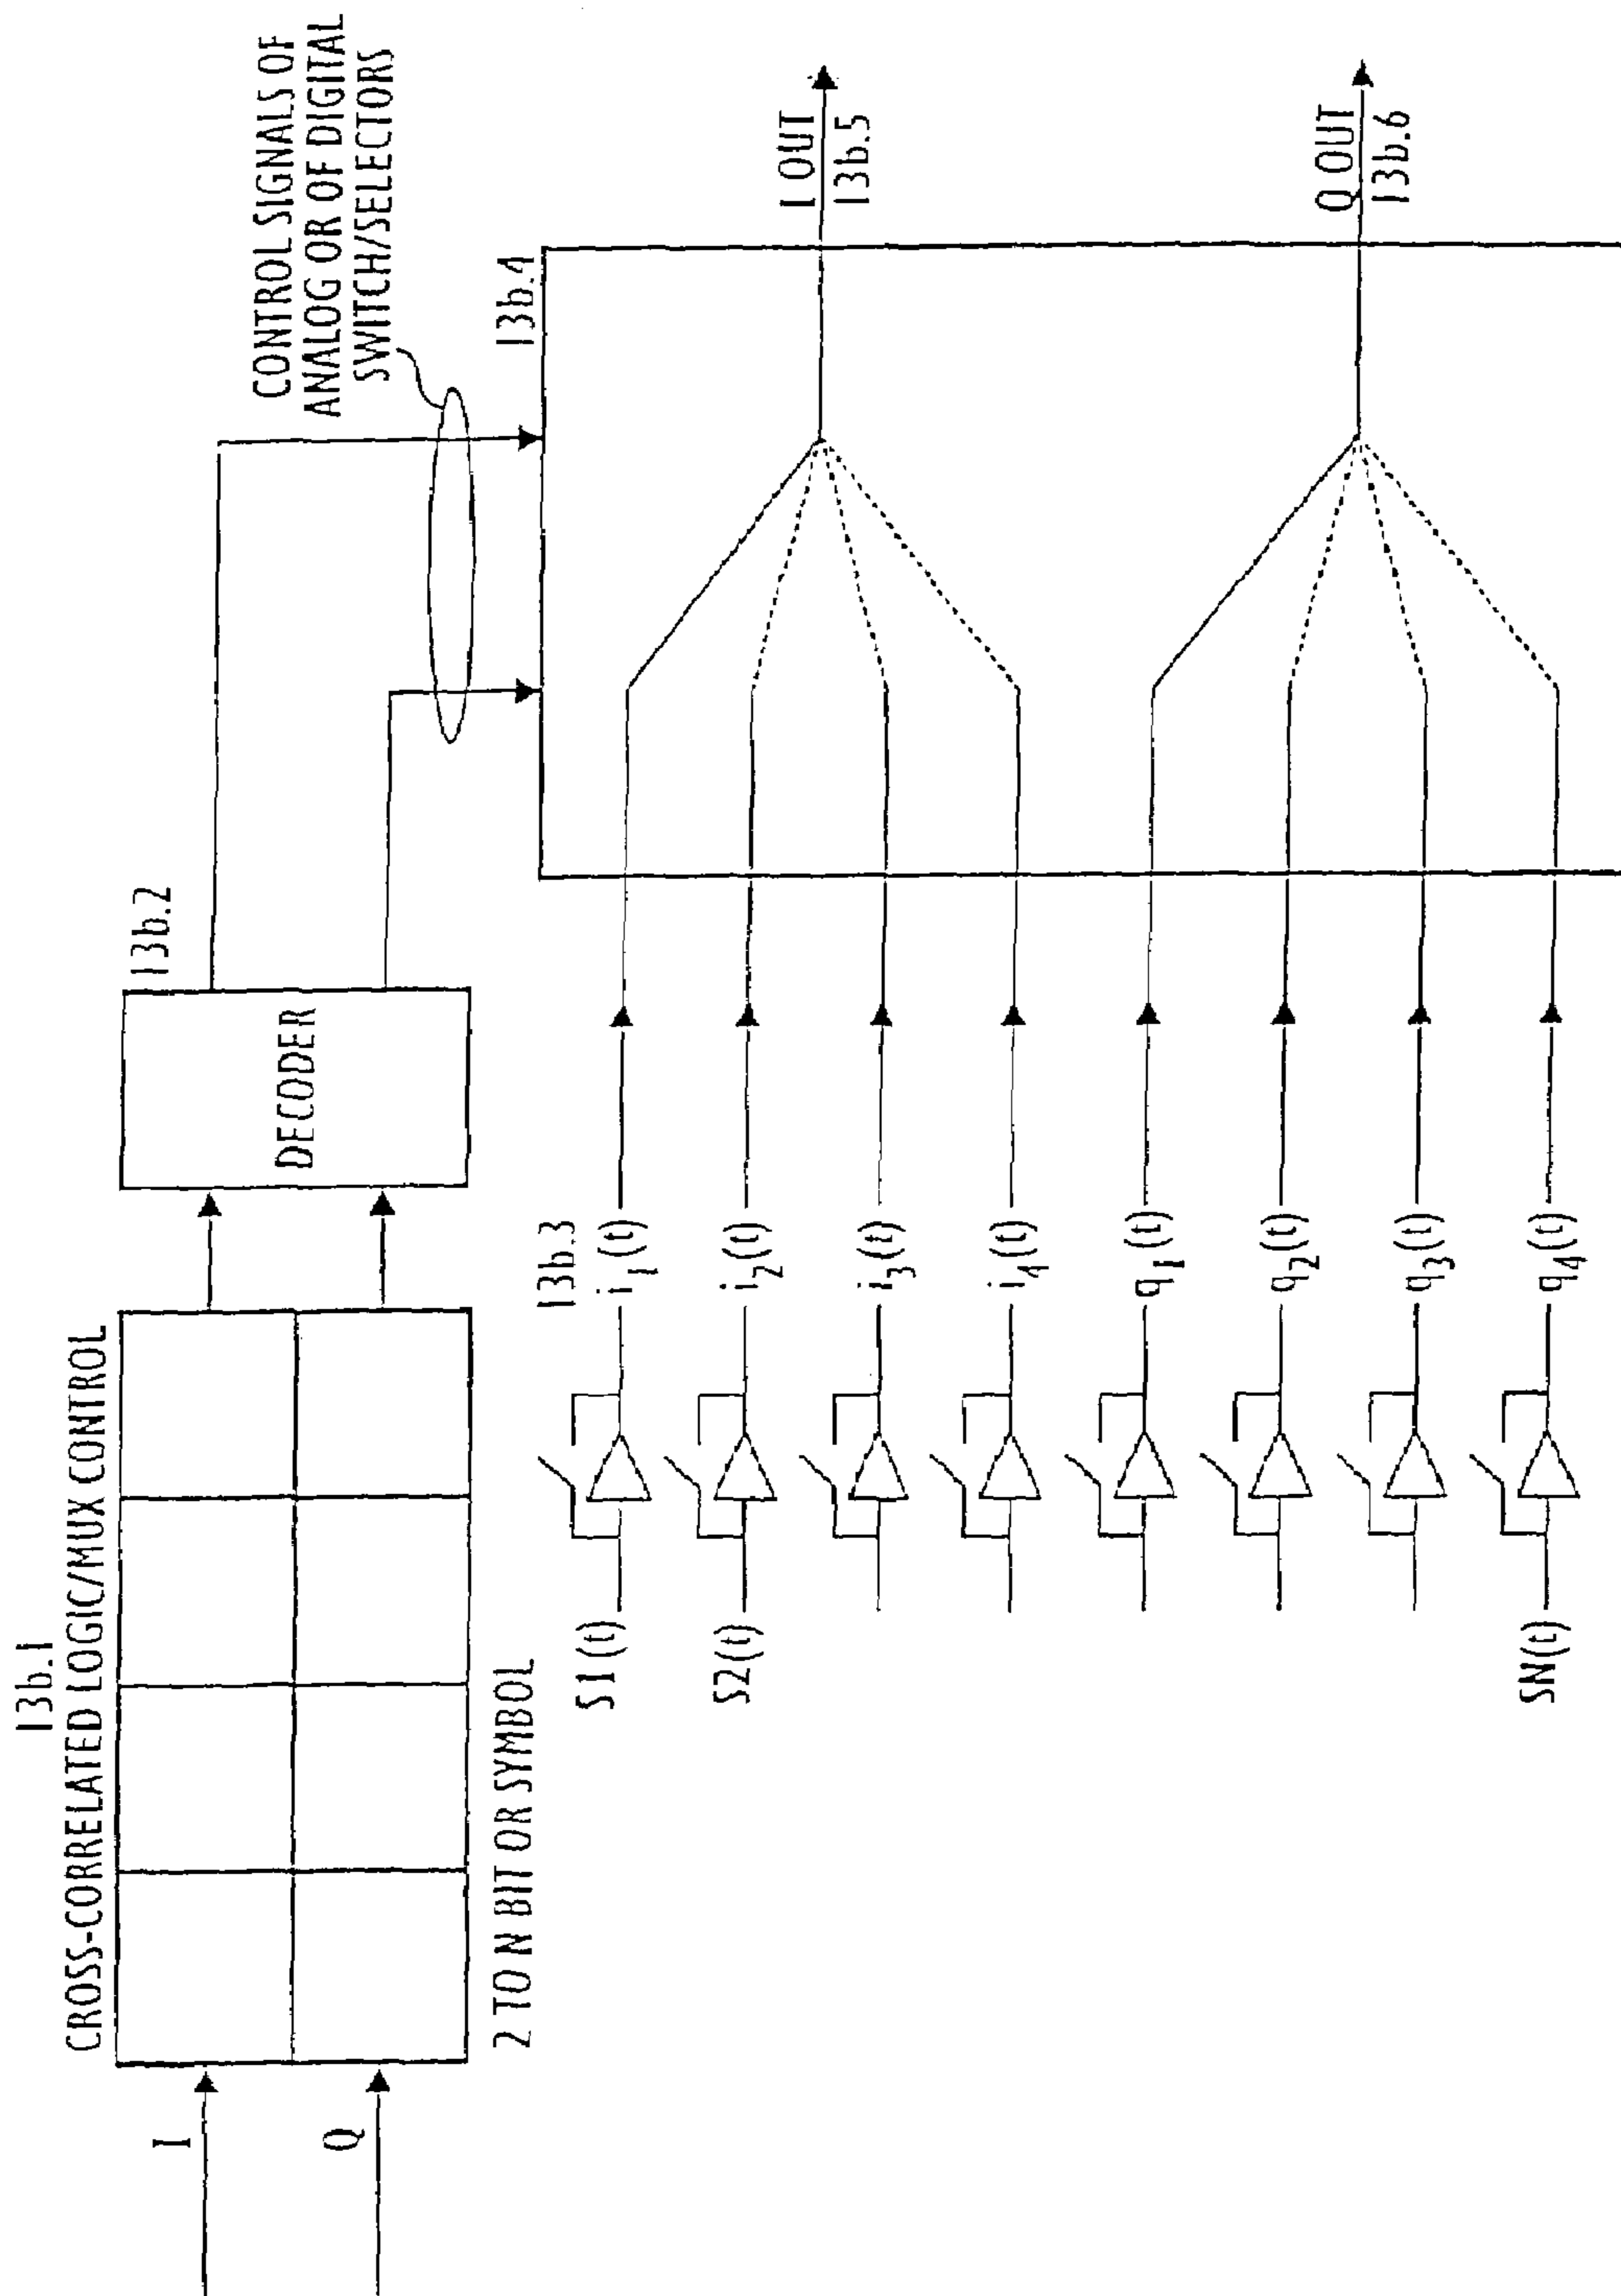 13b.1
CROSS-CORRELATED LOGIC/MUX CONTROL
I
Q
2 TO N BIT OR SYMBOL
13b.2
DECODER
CONTROL SIGNALS OF
ANALOG OR OF DIGITAL
SWITCH/SELECTORS
13b.4
13b.3
S1(t)
i1(t)
S2(t)
i2(t)
i3(t)
i4(t)
q1(t)
q2(t)
q3(t)
SN(t)
q4(t)
I OUT
13b.5
Q OUT
13b.6